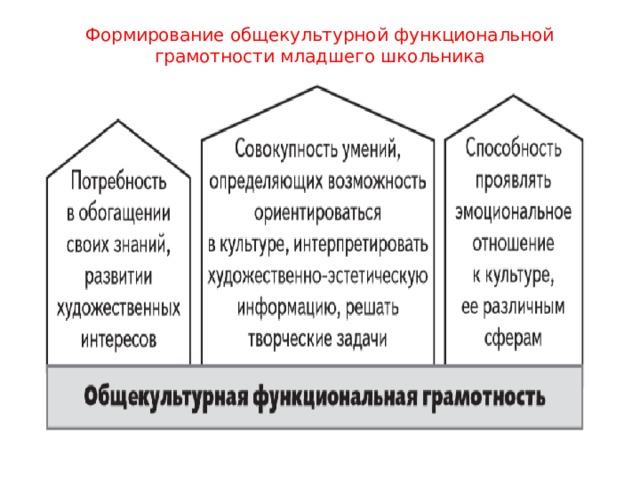 Формирование общекультурной функциональной
грамотности младшего школьника
Потребность
в обогащении
своих знаний,
развитии
художественных
интересов
Совокупность умений,
определяющих возможность
ориентироваться
в культуре, интерпретировать
художественно-эстетическую
информацию, решать
творческие задачи
Способность
проявлять
эмоциональное
отношение
к культуре,
ее различным
сферам
Общекультурная функциональная грамотность